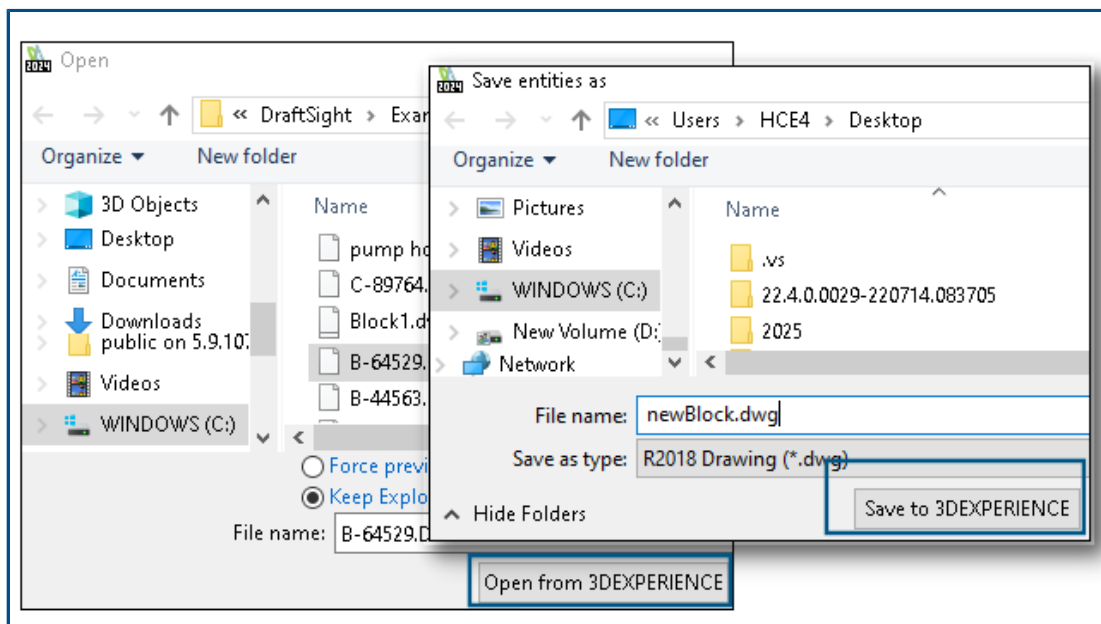 2024 Open
« DraftSight > Exar
Organize New folder
3D Objects
Desktop
Documents
Downloads
public on 5.9.107
Videos
WINDOWS (C:)
Name
pump ho
C-89764.
Block1.d
B-64529.
B-44563.
Force previ
Keep Explo
File name: B-64529.D
Open from 3DEXPERIENCE
2024 Save entities as
« Users > HCE4 > Desktop
Organize New folder
Pictures
Videos
WINDOWS (C:)
New Volume (D:
Network
Name
.vs
22.4.0.0029-220714.083705
2025
File name: newBlock.dwg
Save as type: R2018 Drawing (*.dwg)
Hide Folders
Save to 3DEXPERIENCE